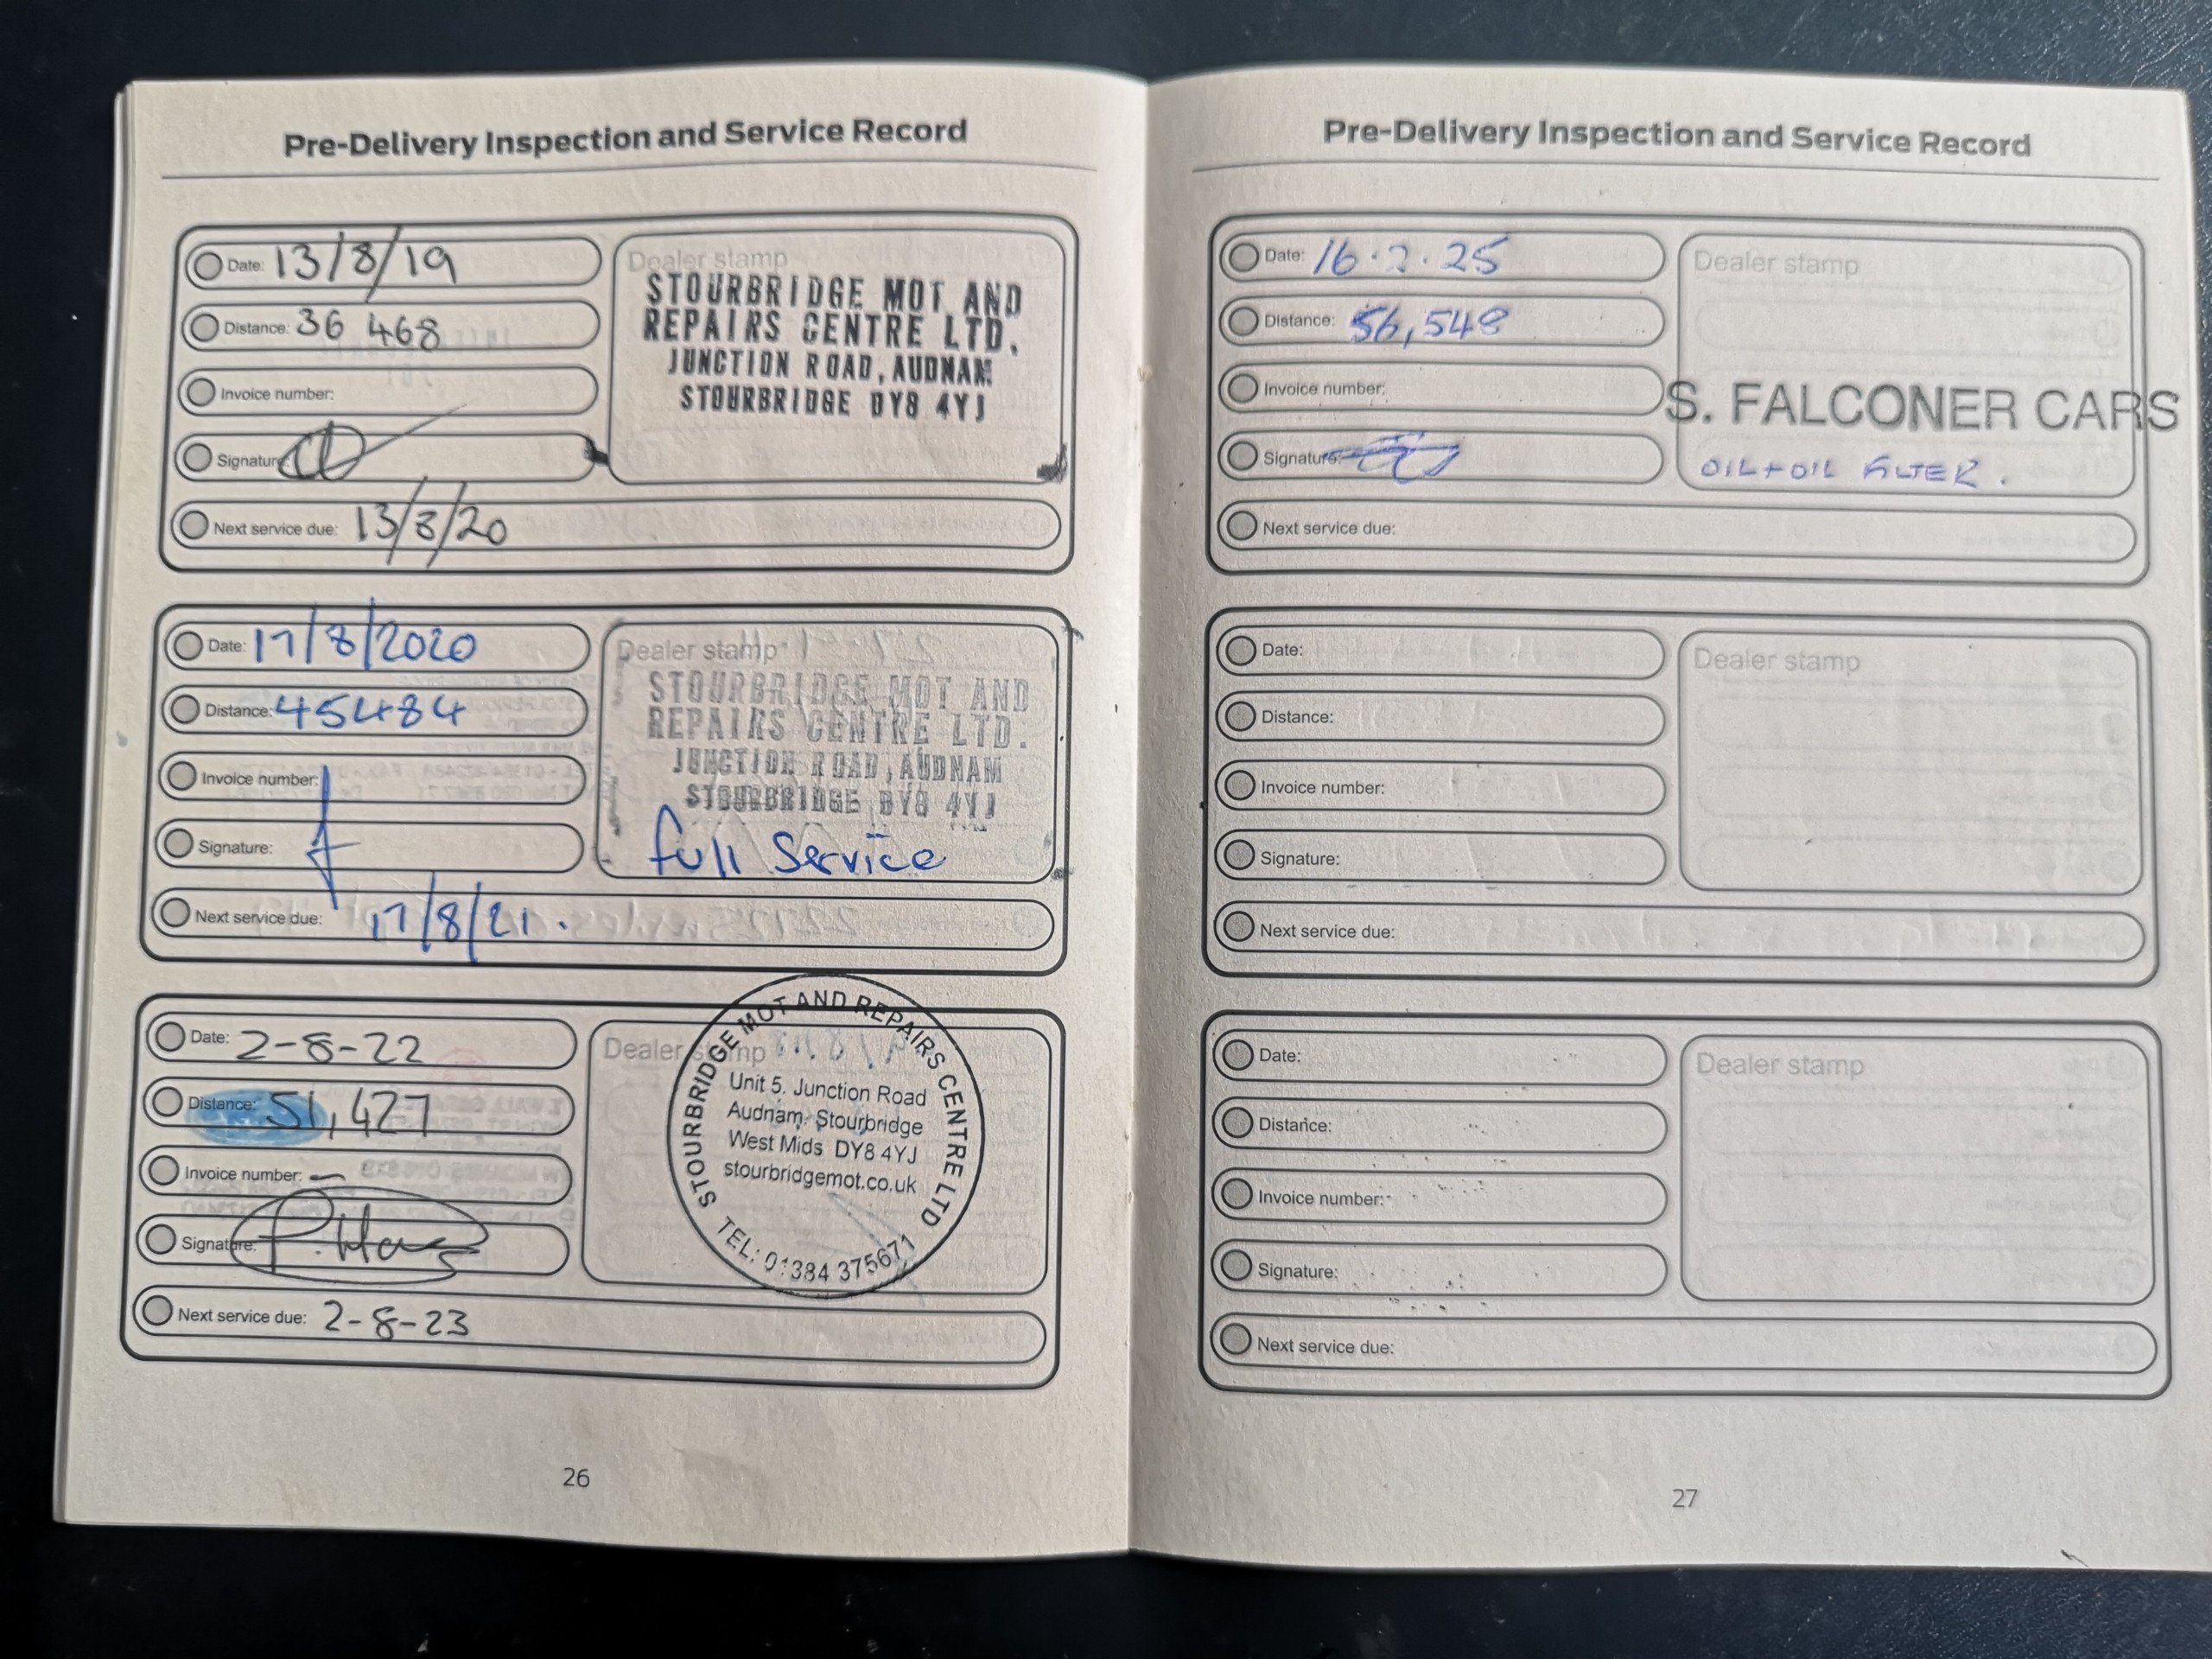 Pre-Delivery Inspection and Service Record
Date: 13/8/19
Distance: 36 468
Invoice number:
Signature:
Next service due: 13/8/20
Dealer stamp
STOURBRIDGE MOT AND
REPAIRS CENTRE LTD.
JUNCTION ROAD, AUDNAM
STOURBRIDGE DY8 4YJ
Date: 17/8/2020
Distance: 45484
Invoice number:
Signature:
Next service due: 17/8/21.
Dealer stamp
STOURBRIDGE MOT AND
REPAIRS CENTRE LTD.
JUNCTION ROAD, AUDNAM
STOURBRIDGE DY8 4YJ
full Service
Date: 2-8-22
Distance: 51,427
Invoice number: —
Signature:
Next service due: 2-8-23
Dealer stamp
STOURBRIDGE MOT AND REPAIRS CENTRE LTD
Unit 5. Junction Road
Audnam. Stourbridge
West Mids DY8 4YJ
stourbridgemot.co.uk
TEL: 01384 375671
26
Pre-Delivery Inspection and Service Record
Date: 16.2.25
Distance: 56,548
Invoice number:
Signature:
Next service due:
Dealer stamp
S. FALCONER CARS
OIL + OIL FILTER.
Date:
Distance:
Invoice number:
Signature:
Next service due:
Dealer stamp
Date:
Distance:
Invoice number:
Signature:
Next service due:
Dealer stamp
27